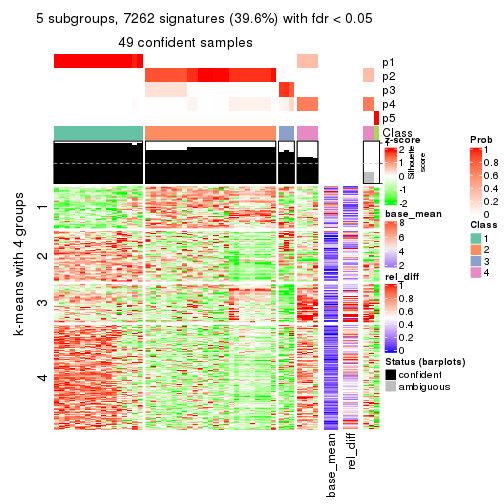 5 subgroups, 7262 signatures (39.6%) with fdr < 0.05
49 confident samples
p1
p2
p3
p4
p5
Class
Silhouette
score
k-means with 4 groups
1
2
3
4
base_mean
rel_diff
z-score
2
1
0
-1
-2
base_mean
8
6
4
2
rel_diff
1
0.8
0.6
0.4
0.2
0
Status (barplots)
confident
ambiguous
Prob
1
0.8
0.6
0.4
0.2
0
Class
1
2
3
4